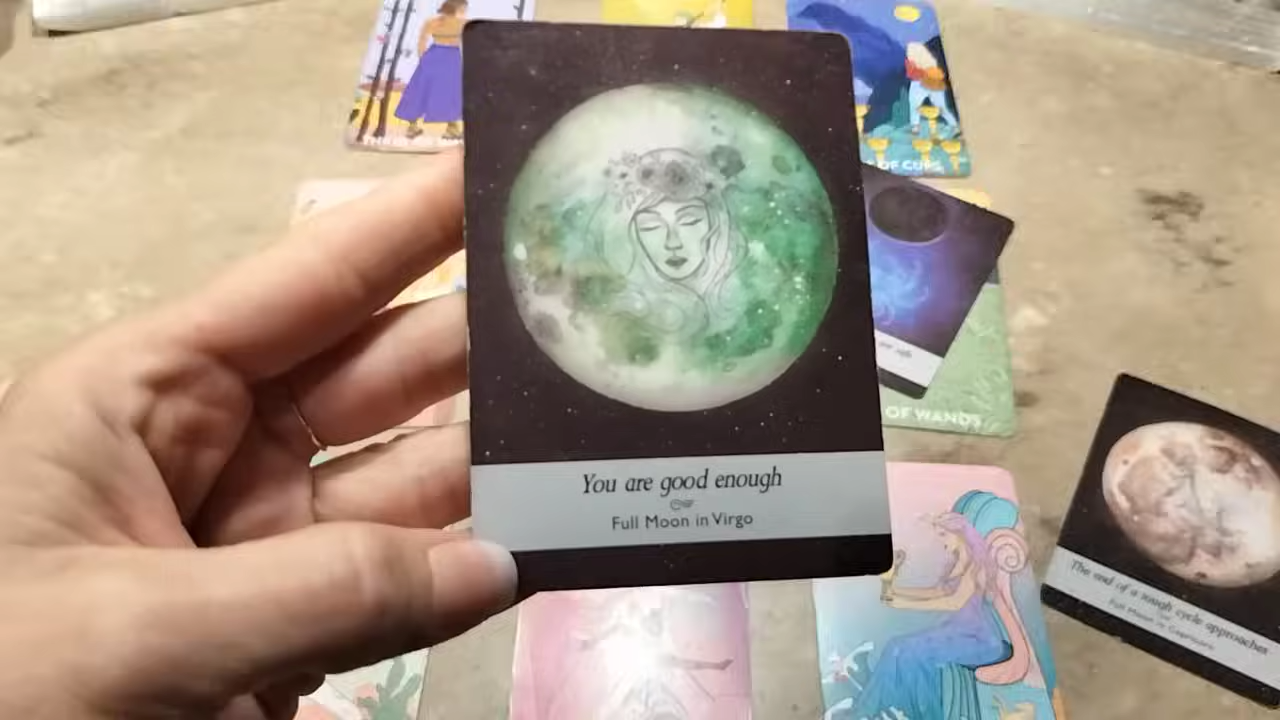 OF CUPS
OF WANDS
You are good enough
Full Moon in Virgo
The end of a tough cycle approaches
Full Moon in Capricorn